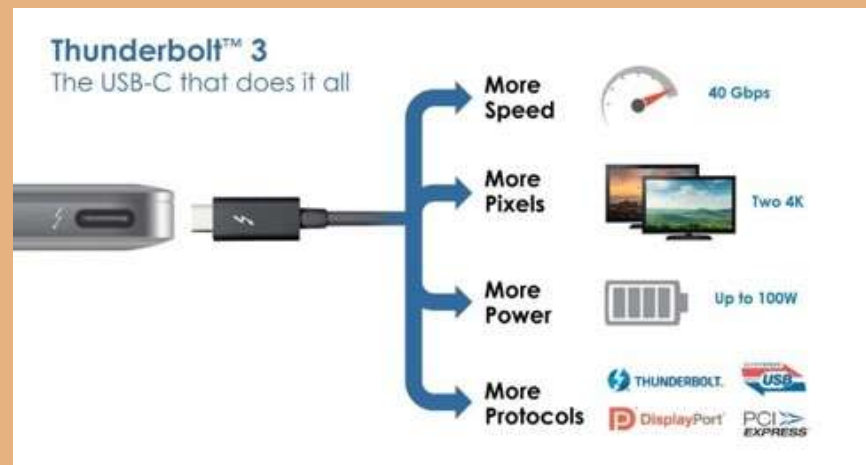 Thunderbolt™ 3
The USB-C that does it all
More
Speed
40 Gbps
More
Pixels
Two 4K
More
Power
Up to 100W
More
Protocols
THUNDERBOLT.
USB
DisplayPort
PCI
EXPRESS